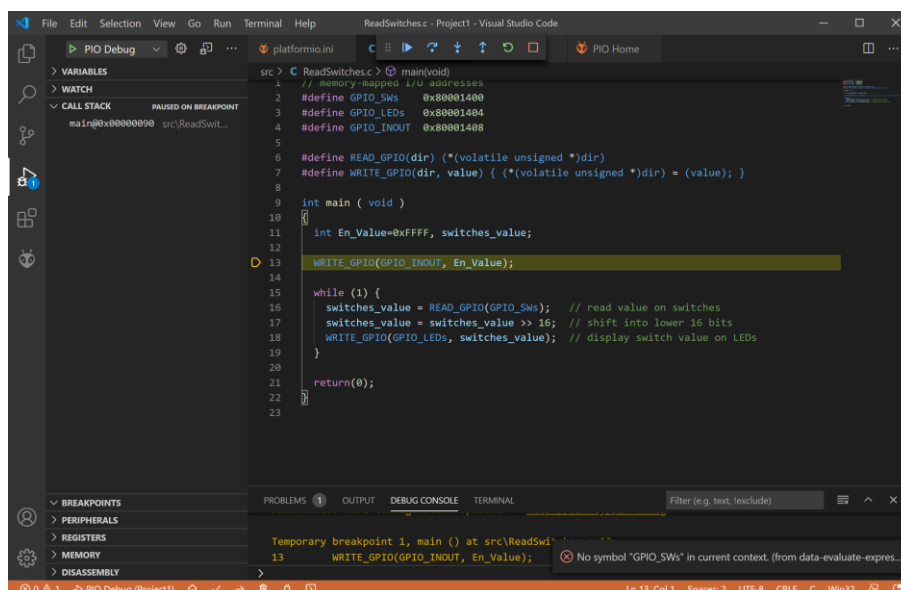 File Edit Selection View Go Run Terminal Help ReadSwitches.c - Project1 - Visual Studio Code
PIO Debug ... platformio.ini C PIO Home ...
> VARIABLES
> WATCH
CALL STACK PAUSED ON BREAKPOINT
main@0x00000090 src\ReadSwit...
src > C ReadSwitches.c > main(void)
1 // memory-mapped I/O addresses
2 #define GPIO_SWs 0x80001400
3 #define GPIO_LEDs 0x80001404
4 #define GPIO_INOUT 0x80001408
5
6 #define READ_GPIO(dir) (*(volatile unsigned *)dir)
7 #define WRITE_GPIO(dir, value) { (*(volatile unsigned *)dir) = (value); }
8
9 int main ( void )
10 {
11 int En_Value=0xFFFF, switches_value;
12
13 WRITE_GPIO(GPIO_INOUT, En_Value);
14
15 while (1) {
16 switches_value = READ_GPIO(GPIO_SWs); // read value on switches
17 switches_value = switches_value >> 16; // shift into lower 16 bits
18 WRITE_GPIO(GPIO_LEDs, switches_value); // display switch value on LEDs
19 }
20
21 return(0);
22 }
23
1
BREAKPOINTS
> PERIPHERALS
> REGISTERS
> MEMORY
> DISASSEMBLY
PROBLEMS 1 OUTPUT DEBUG CONSOLE TERMINAL Filter (e.g. text, !exclude)
Temporary breakpoint 1, main () at src\ReadSwi
13 WRITE_GPIO(GPIO_INOUT, En_Value);
No symbol "GPIO_SWs" in current context. (from data-evaluate-expres...
>
0 1 PIO Debug (Project1) Ln 13, Col 1 Spaces: 2 UTF-8 CRLF C Win32